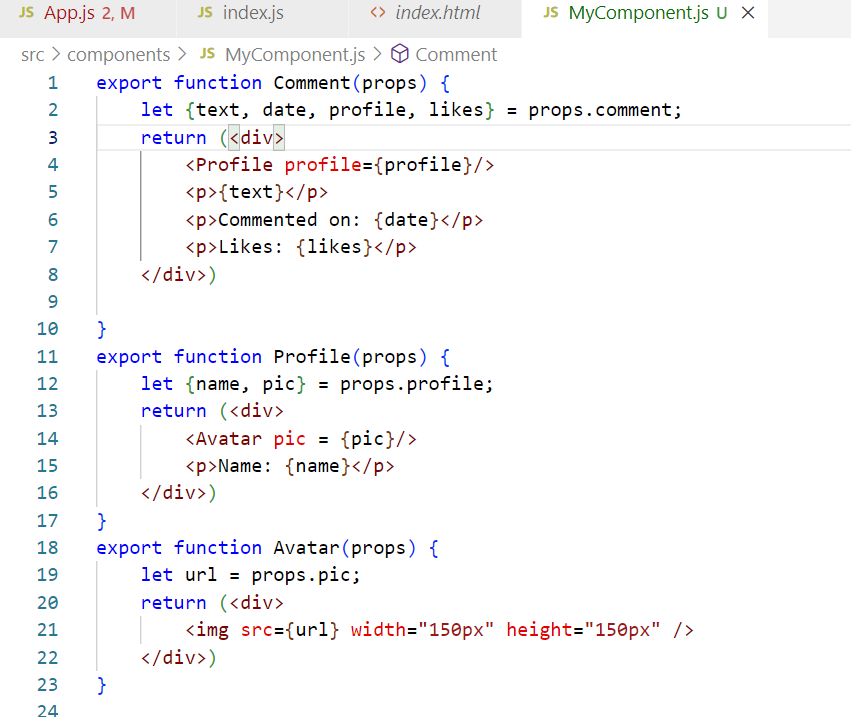 JS App.js 2, M JS index.js <> index.html JS MyComponent.js U ×
src > components > JS MyComponent.js > Comment
1 export function Comment(props) {
2     let {text, date, profile, likes} = props.comment;
3     return (<div>
4         <Profile profile={profile}/>
5         <p>{text}</p>
6         <p>Commented on: {date}</p>
7         <p>Likes: {likes}</p>
8     </div>)
9
10 }
11 export function Profile(props) {
12     let {name, pic} = props.profile;
13     return (<div>
14         <Avatar pic = {pic}/>
15         <p>Name: {name}</p>
16     </div>)
17 }
18 export function Avatar(props) {
19     let url = props.pic;
20     return (<div>
21         <img src={url} width="150px" height="150px" />
22     </div>)
23 }
24